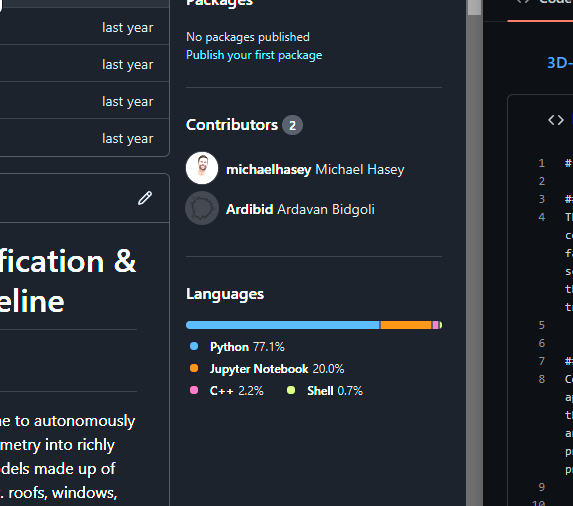 last year
last year
last year
last year
fication &
eline
ne to autonomously
metry into richly
dels made up of
. roofs, windows,
Packages
No packages published
Publish your first package
Contributors 2
michaelhasey Michael Hasey
Ardibid Ardavan Bidgoli
Languages
Python 77.1%
Jupyter Notebook 20.0%
C++ 2.2% Shell 0.7%
Code
3D-
1 #
2
3 #
4 Th
co
fa
se
th
tr
5
6
7 #
8 Co
ap
th
an
pr
pr
9
10